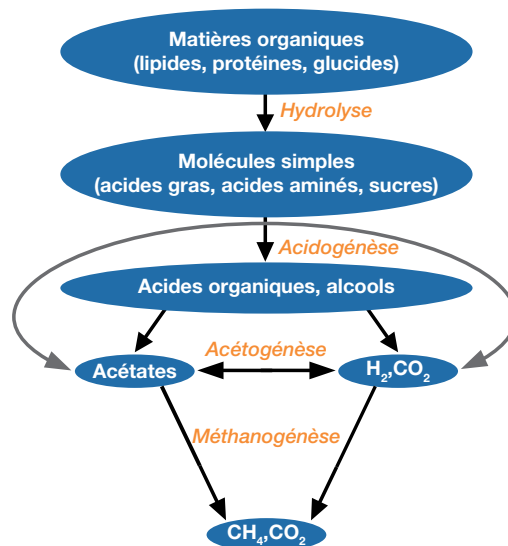 Matières organiques
(lipides, protéines, glucides)
Hydrolyse
Molécules simples
(acides gras, acides aminés, sucres)
Acidogénèse
Acides organiques, alcools
Acétogénèse
Acétates
H₂,CO₂
Méthanogénèse
CH₄,CO₂